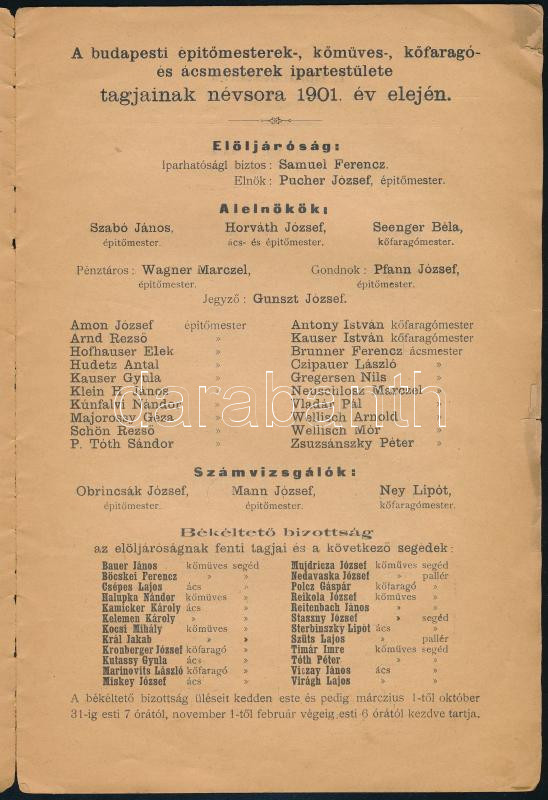 A budapesti épitőmesterek-, kőmüves-, kőfaragó-
és ácsmesterek ipartestülete
tagjainak névsora 1901. év elején.
Elöljáróság:
Iparhatósági biztos: Samuel Ferencz.
Elnök: Pucher József, épitőmester.
Alelnökök:
Szabó János, Horváth József, Seenger Béla,
épitőmester. ács- és épitőmester. kőfaragómester.
Pénztáros: Wagner Marczel, Gondnok: Pfann József,
épitőmester. épitőmester.
Jegyző: Gunszt József.
Amon József épitőmester Antony István kőfaragómester
Arnd Rezső » Kauser István kőfaragómester
Hofhauser Elek » Brunner Ferencz ácsmester
Hudetz Antal » Czipauer László »
Kauser Gyula » Gregersen Nils »
Klein H. János » Neuschlosz Marczel »
Künfalvi Nándor » Vladár Pál »
Majorossy Géza » Wellisch Arnold »
Schön Rezső » Wellisch Mór »
P. Tóth Sándor » Zsuzsánszky Péter »
darabanth
Számvizsgálók:
Obrincsák József, Mann József, Ney Lipót,
épitőmester. épitőmester. kőfaragómester.
Békéltető bizottság
az elöljáróságnak fenti tagjai és a következő segédek:
Bauer János kőmüves segéd Mujdricza József kőmüves segéd
Böcskei Ferencz » » Nedavaska József » pallér
Csépes Lajos ács » Polcz Gáspár kőfaragó »
Halupka Nándor kőmüves » Reikola József kőmüves »
Kamicker Károly ács » Reitenbach János » »
Kelemen Károly » » Staszny József » segéd
Kocsi Mihály kőmüves » Sterbinszky Lipót ács »
Král Jakab » » Szüts Lajos » pallér
Kronberger József kőfaragó » Timár Imre kőmüves segéd
Kutassy Gyula ács » Tóth Péter » »
Marinovits László kőfaragó » Viczay János ács »
Miskey József ács » Virágh Lajos » »
A békéltető bizottság üléseit kedden este és pedig márczius 1-től október
31-ig esti 7 órától, november 1-től február végeig esti 6 órától kezdve tartja.